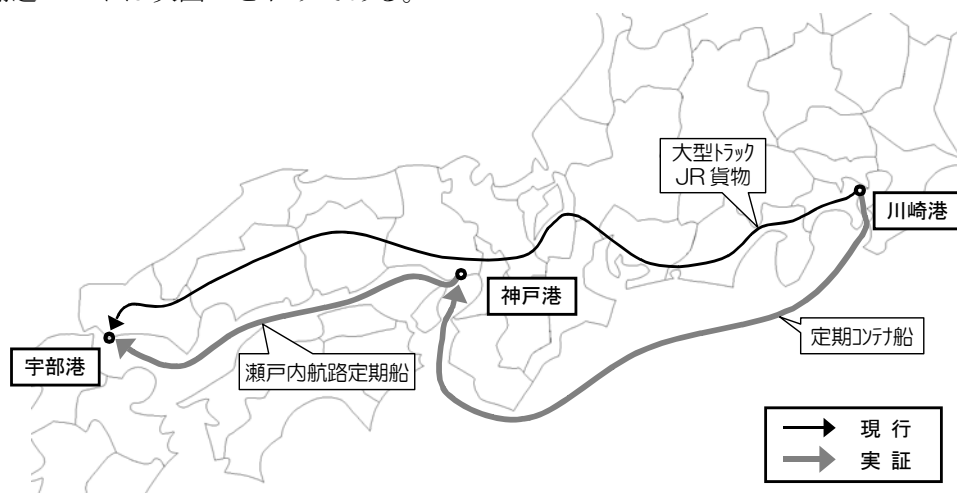 大型トラック
JR貨物
川崎港
神戸港
定期コンテナ船
宇部港
瀬戸内航路定期船
現 行
実 証